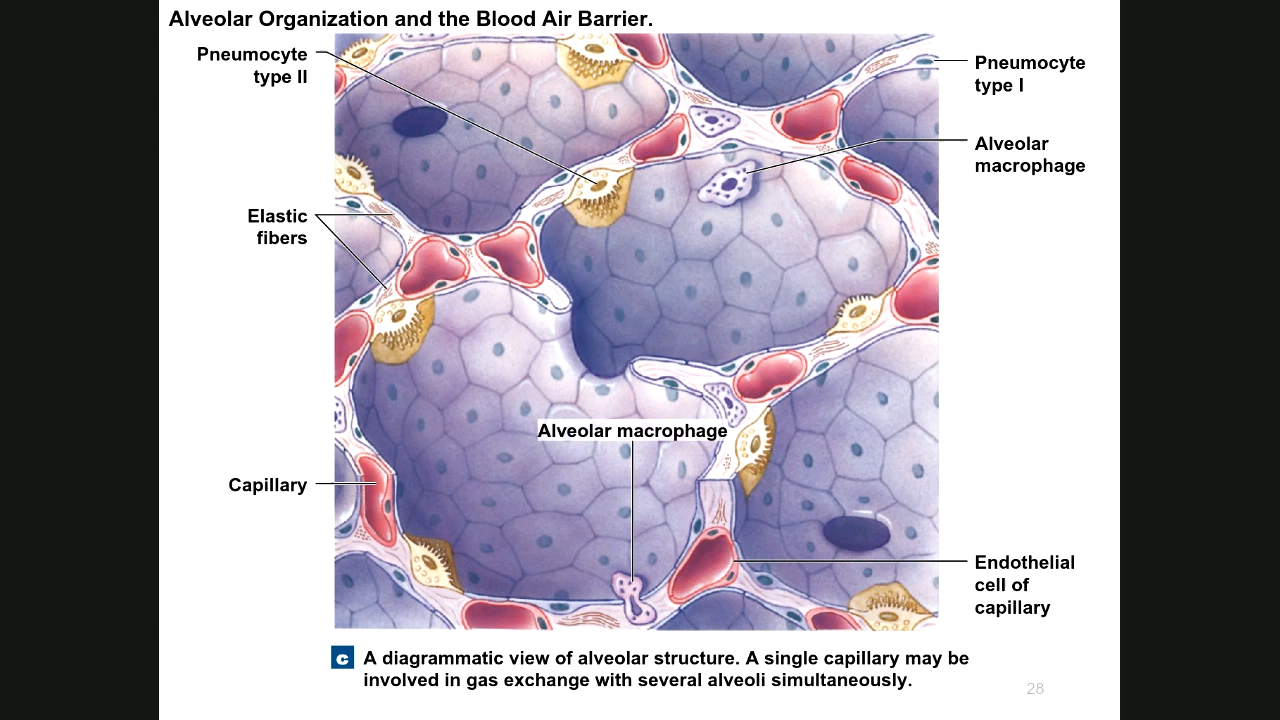 Alveolar Organization and the Blood Air Barrier.
Pneumocyte
type II
Pneumocyte
type I
Alveolar
macrophage
Elastic
fibers
Alveolar macrophage
Capillary
Endothelial
cell of
capillary
c A diagrammatic view of alveolar structure. A single capillary may be
involved in gas exchange with several alveoli simultaneously.
28